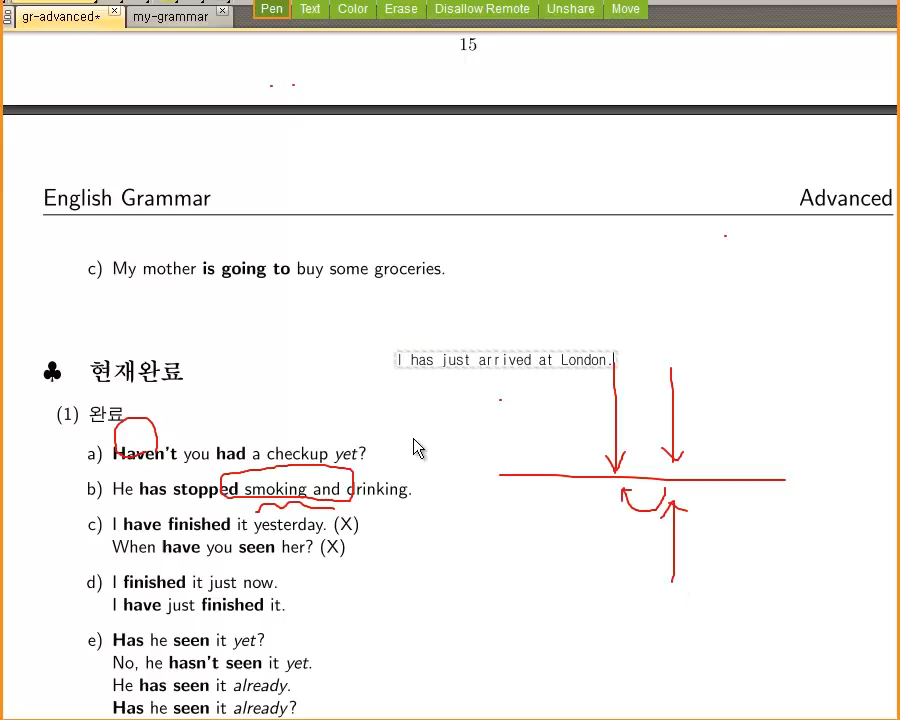 Pen Text Color Erase Disallow Remote Unshare Move
gr-advanced* my-grammar
15
English Grammar Advanced
c) My mother is going to buy some groceries.
♣ 현재완료
I has just arrived at London.
(1) 완료
a) Haven't you had a checkup yet?
b) He has stopped smoking and drinking.
c) I have finished it yesterday. (X)
When have you seen her? (X)
d) I finished it just now.
I have just finished it.
e) Has he seen it yet?
No, he hasn't seen it yet.
He has seen it already.
Has he seen it already?